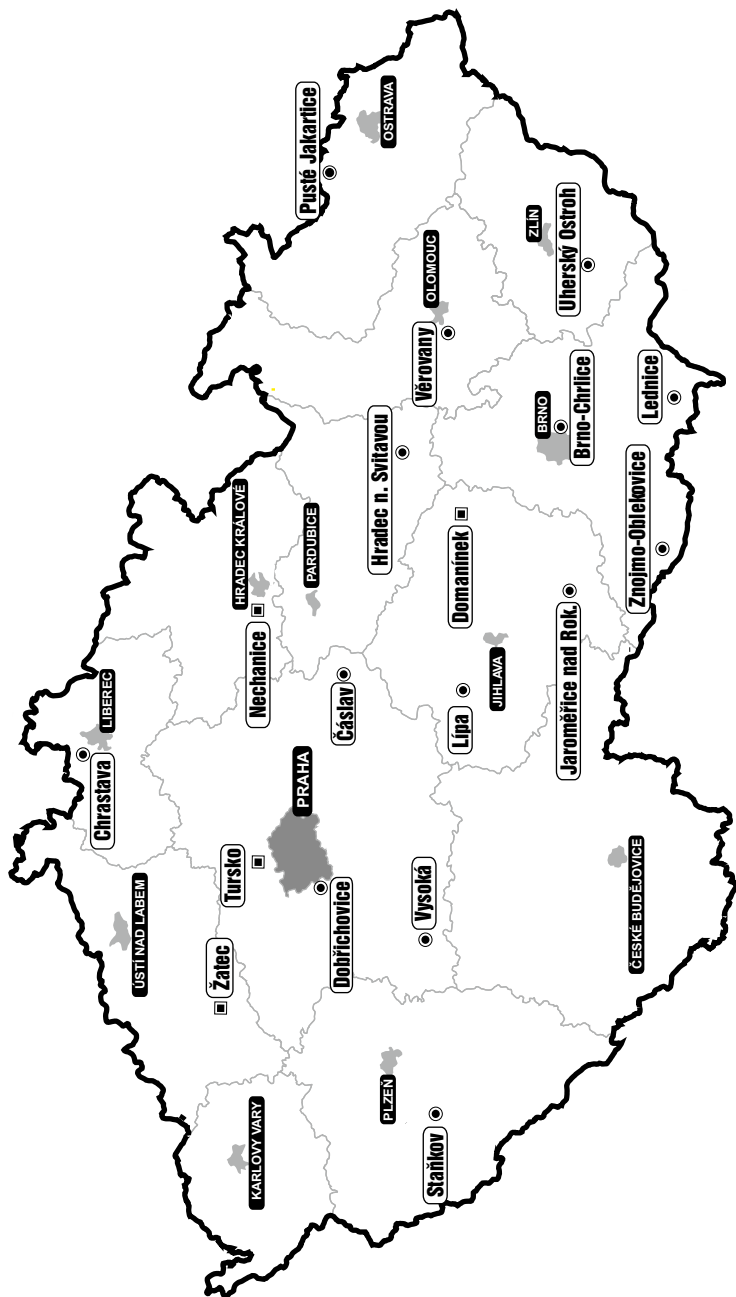 LIBEREC
Chrastava
ÚSTÍ NAD LABEM
Žatec
Tursko
KARLOVY VARY
HRADEC KRÁLOVÉ
Nechanice
PRAHA
Dobřichovice
PARDUBICE
Čáslav
Pusté Jakartice
OSTRAVA
PLZEŇ
Staňkov
Vysoká
Hradec n. Svitavou
Věrovany
OLOMOUC
Lípa
Domanínek
JIHLAVA
ZLÍN
Uherský Ostroh
BRNO
Brno-Chrlice
Jaroměřice nad Rok.
ČESKÉ BUDĚJOVICE
Znojmo-Oblekovice
Lednice